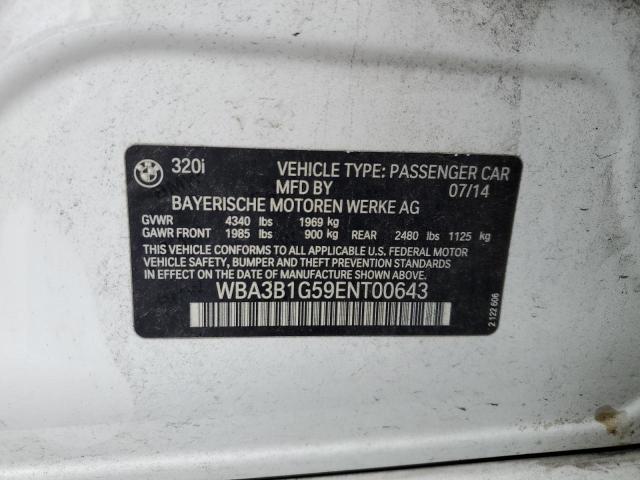 BMW
320i VEHICLE TYPE: PASSENGER CAR
MFD BY 07/14
BAYERISCHE MOTOREN WERKE AG
GVWR 4340 lbs 1969 kg
GAWR FRONT 1985 lbs 900 kg REAR 2480 lbs 1125 kg
THIS VEHICLE CONFORMS TO ALL APPLICABLE U.S. FEDERAL MOTOR
VEHICLE SAFETY, BUMPER AND THEFT PREVENTION STANDARDS
IN EFFECT ON THE DATE OF MANUFACTURE SHOWN ABOVE.
WBA3B1G59ENT00643
2 122 606